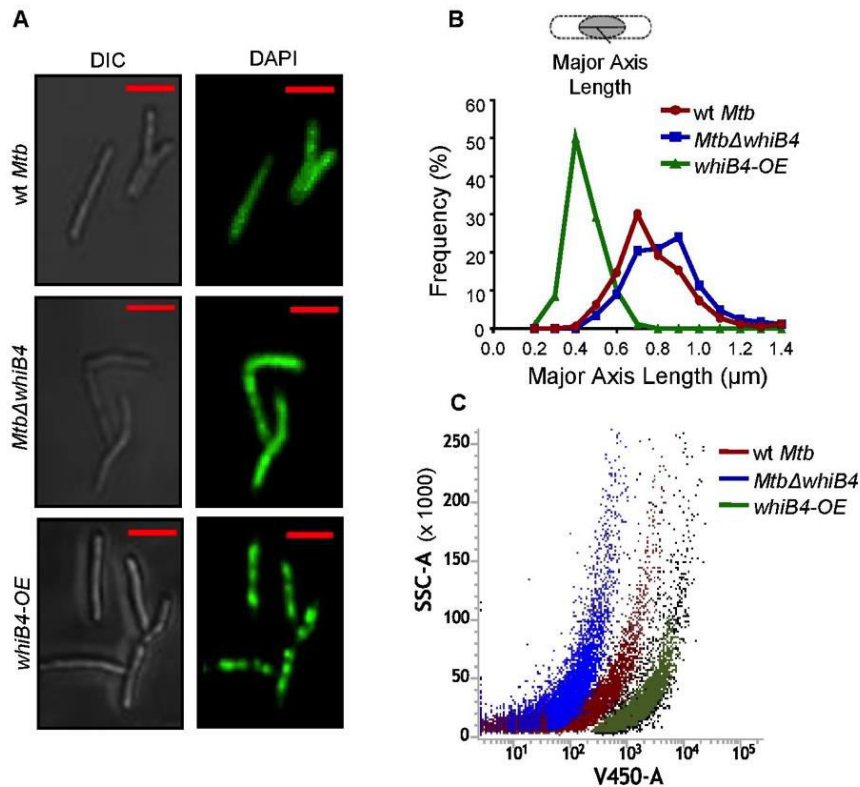 A
DIC
DAPI
wt Mtb
MtbΔwhiB4
whiB4-OE
B
Major Axis
Length
60
50
40
30
20
10
0
Frequency (%)
0.0 0.2 0.4 0.6 0.8 1.0 1.2 1.4
Major Axis Length (µm)
wt Mtb
MtbΔwhiB4
whiB4-OE
C
250
200
150
100
50
0
SSC-A (x 1000)
10¹ 10² 10³ 10⁴ 10⁵
V450-A
wt Mtb
MtbΔwhiB4
whiB4-OE